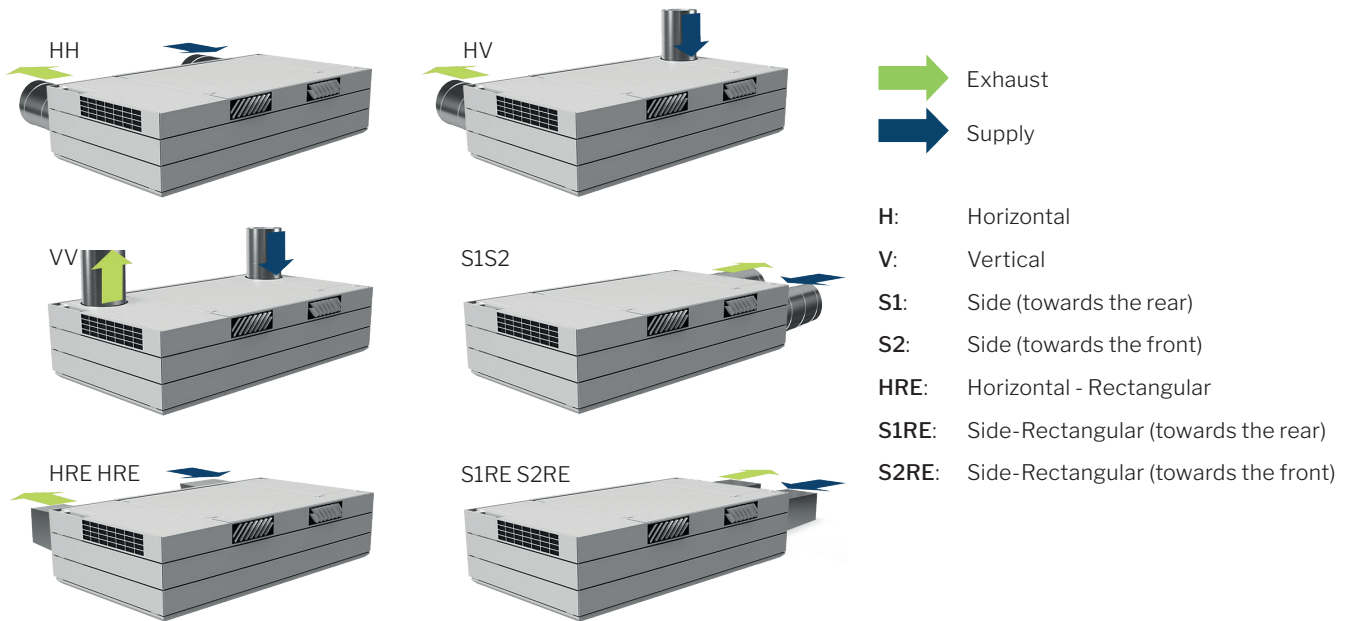 HH
HV
VV
S1S2
HRE HRE
S1RE S2RE
Exhaust
Supply
H: Horizontal
V: Vertical
S1: Side (towards the rear)
S2: Side (towards the front)
HRE: Horizontal - Rectangular
S1RE: Side-Rectangular (towards the rear)
S2RE: Side-Rectangular (towards the front)